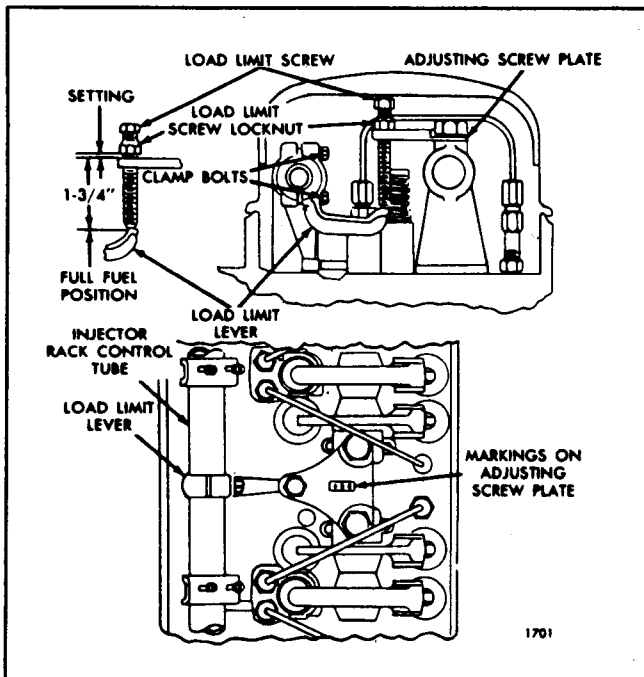 LOAD LIMIT SCREW
ADJUSTING SCREW PLATE
SETTING
LOAD LIMIT
SCREW LOCKNUT
CLAMP BOLTS
1-3/4"
FULL FUEL
POSITION
LOAD LIMIT
LEVER
INJECTOR
RACK CONTROL
TUBE
LOAD LIMIT
LEVER
MARKINGS ON
ADJUSTING
SCREW PLATE
1701